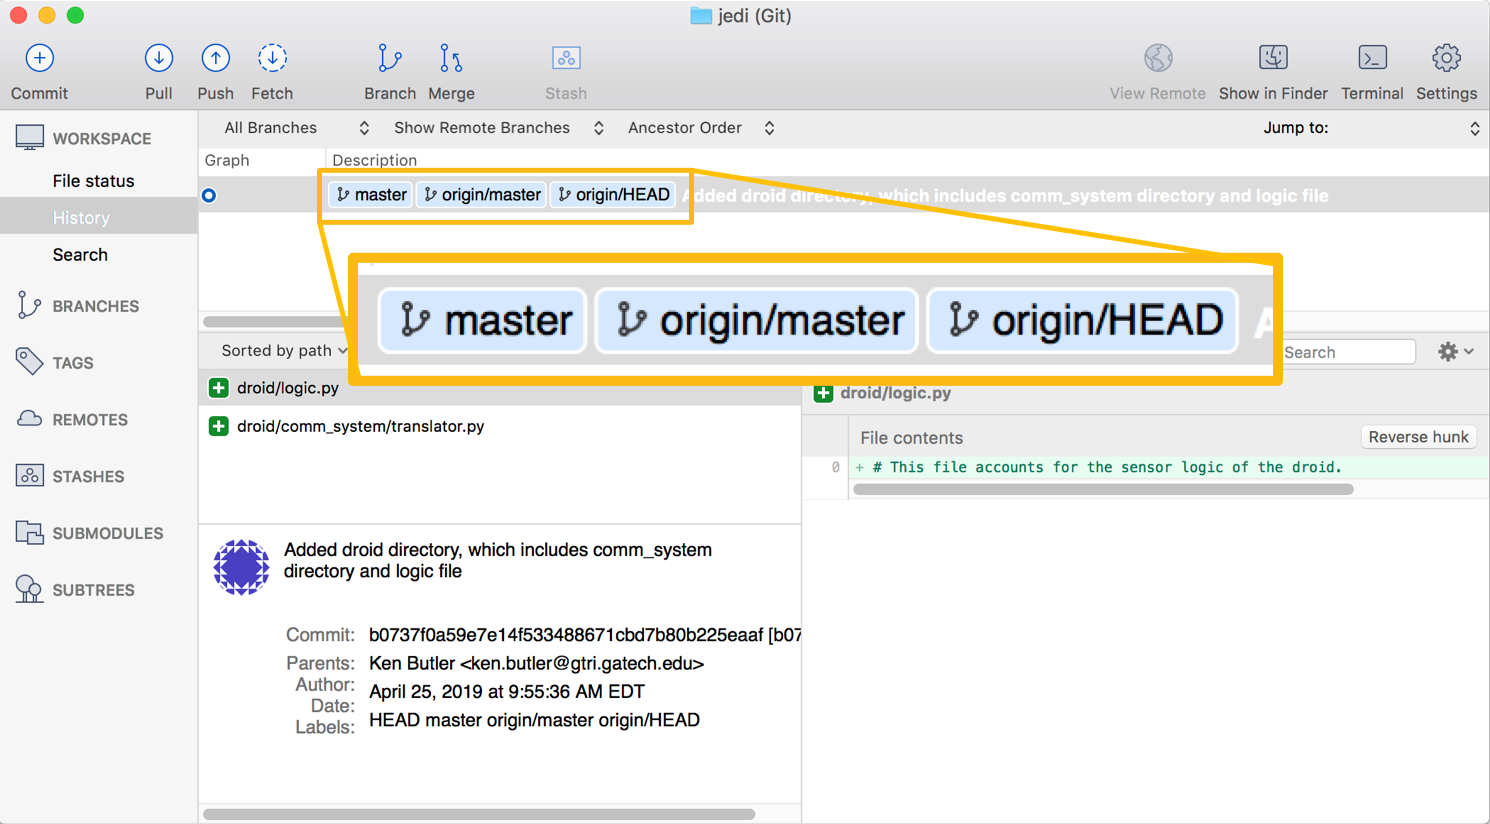 jedi (Git)
Commit Pull Push Fetch Branch Merge Stash View Remote Show in Finder Terminal Settings
WORKSPACE
File status
History
Search
BRANCHES
TAGS
REMOTES
STASHES
SUBMODULES
SUBTREES
All Branches Show Remote Branches Ancestor Order Jump to:
Graph Description
master origin/master origin/HEAD Added droid directory, which includes comm_system directory and logic file
master origin/master origin/HEAD A
Sorted by path Search
droid/logic.py
droid/comm_system/translator.py
droid/logic.py
File contents Reverse hunk
0 + # This file accounts for the sensor logic of the droid.
Added droid directory, which includes comm_system
directory and logic file
Commit: b0737f0a59e7e14f533488671cbd7b80b225eaaf [b07
Parents: Ken Butler <ken.butler@gtri.gatech.edu>
Author: April 25, 2019 at 9:55:36 AM EDT
Date:
Labels: HEAD master origin/master origin/HEAD